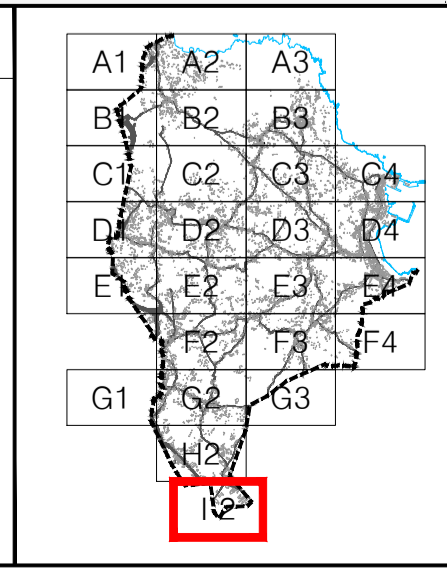 A1 A2 A3
B1 B2 B3
C1 C2 C3 C4
D1 D2 D3 D4
E1 E2 E3 E4
F2 F3 F4
G1 G2 G3
H2
I 2